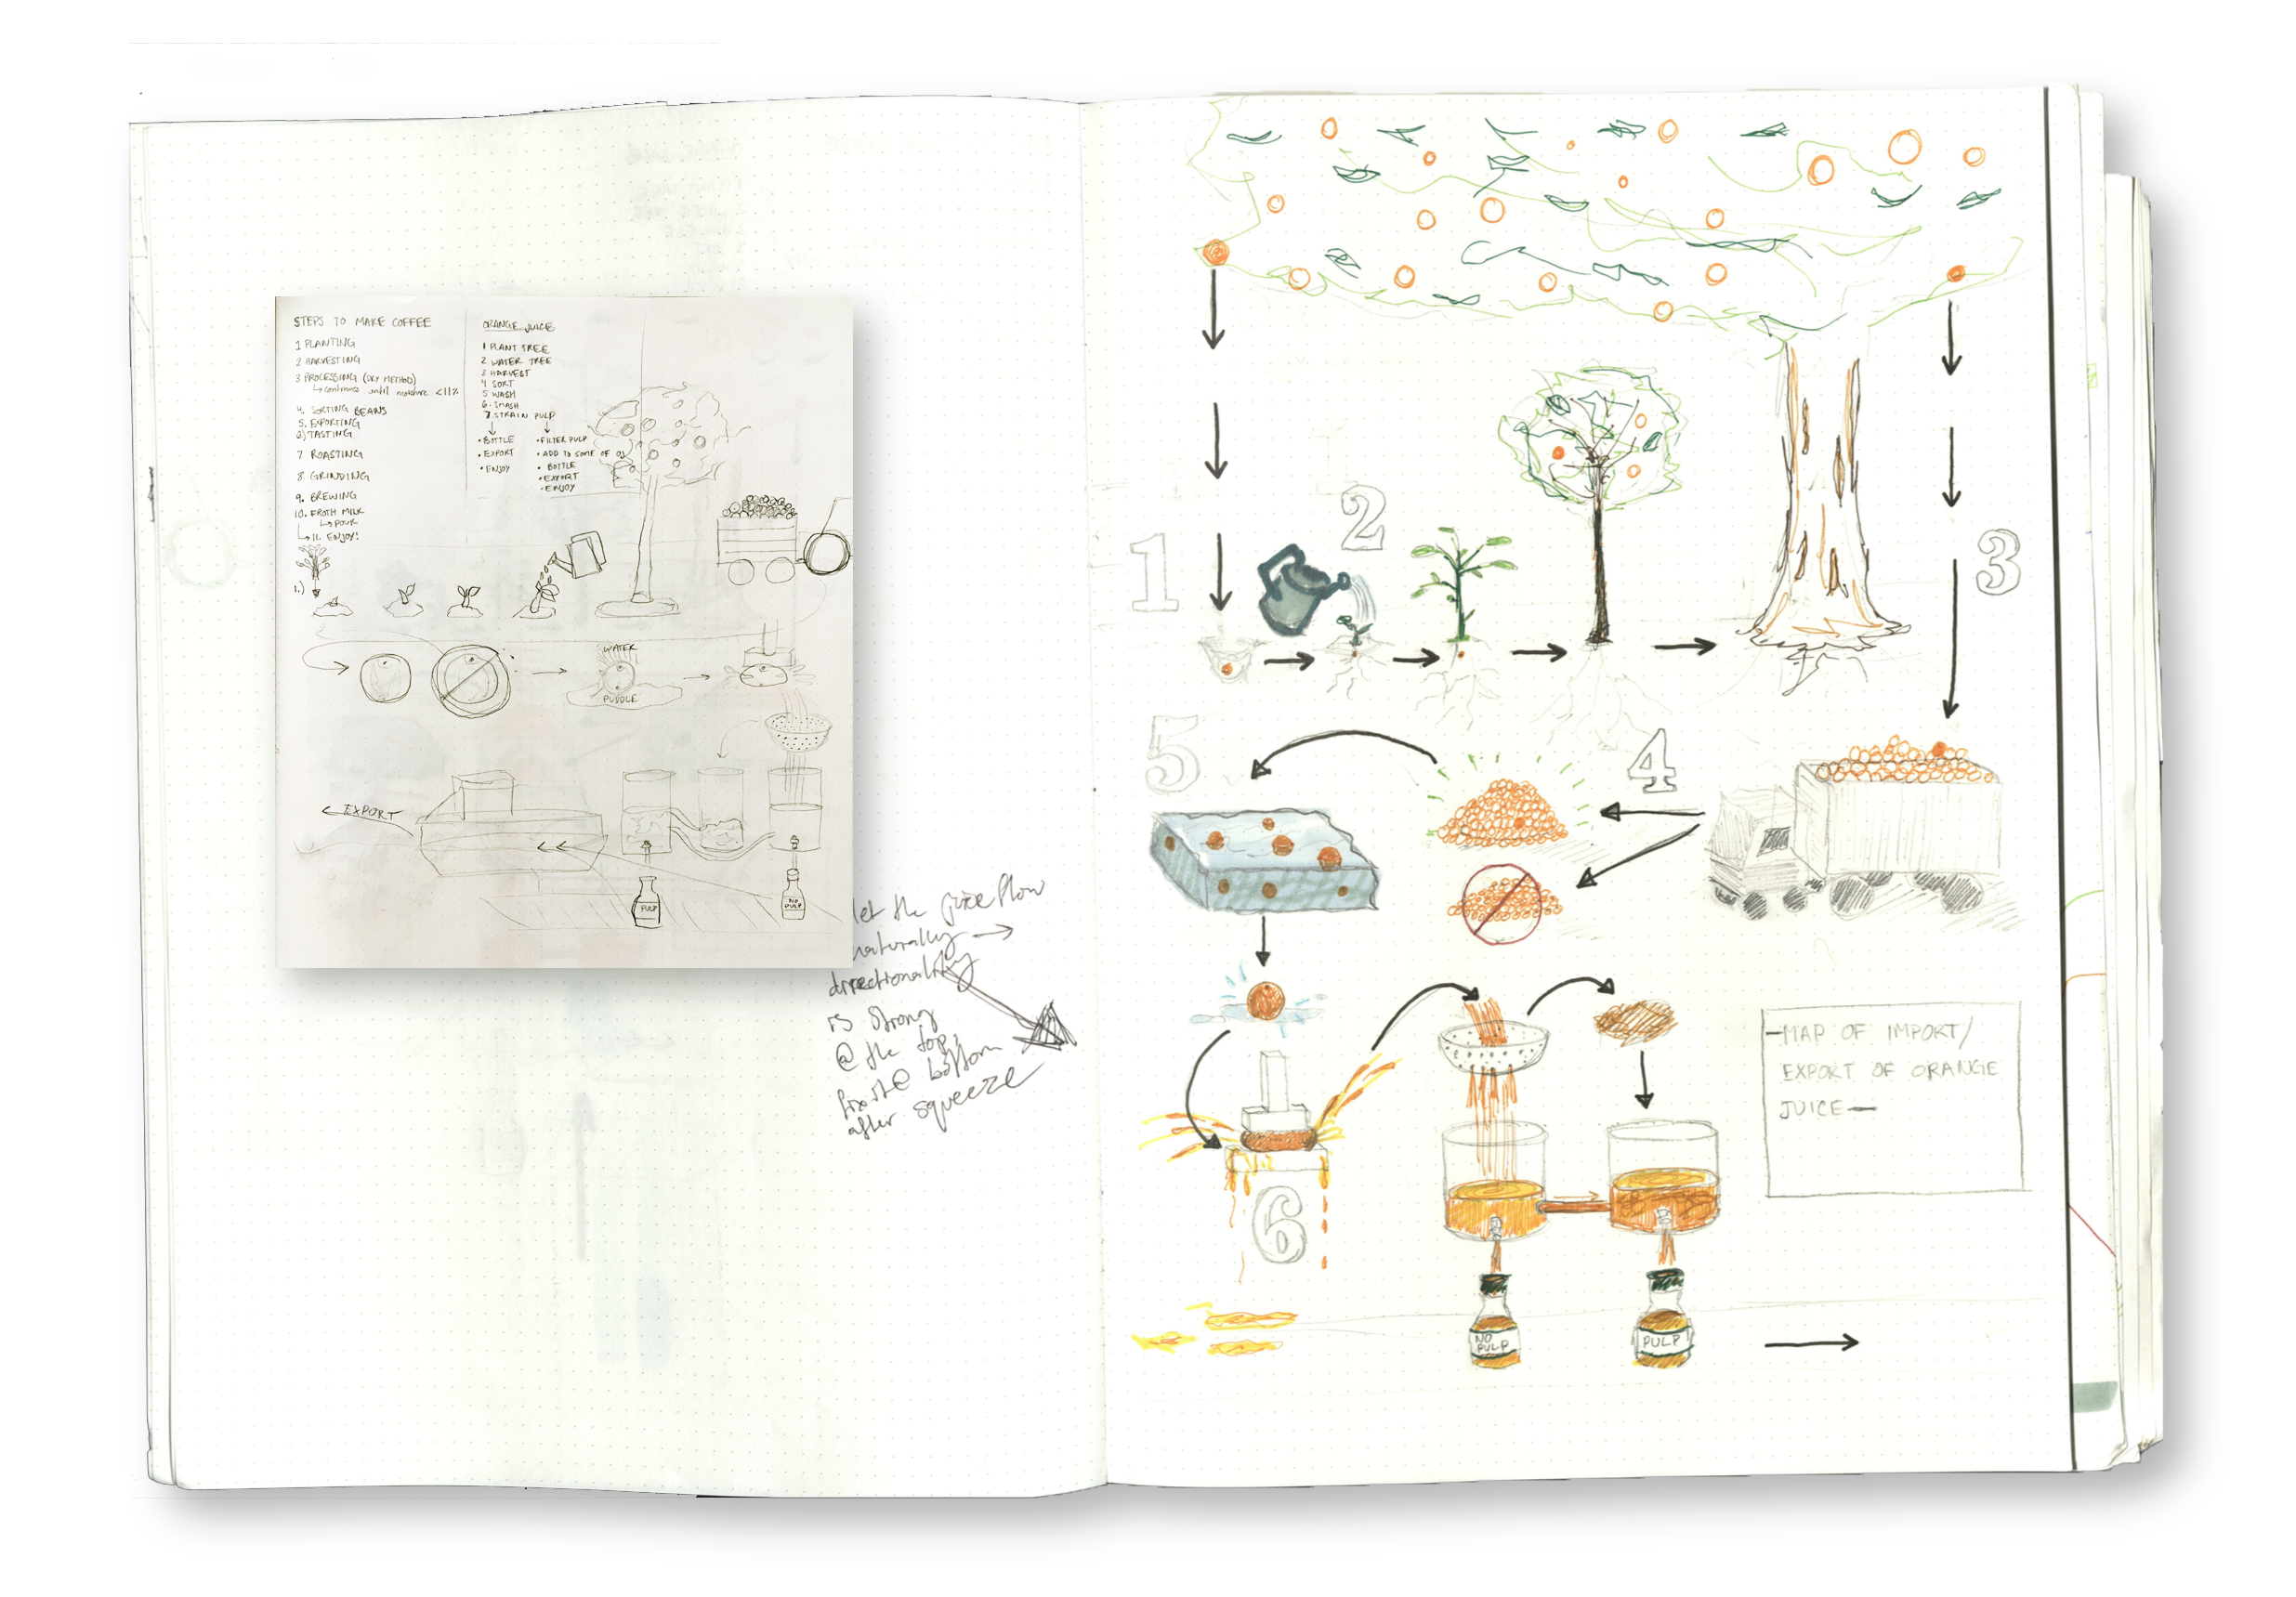 STEPS TO MAKE COFFEE
1 PLANTING
2 HARVESTING
3 PROCESSING (DRY METHOD)
↳ continue until moisture <11%
4. SORTING BEANS
5. EXPORTING
6) TASTING
7. ROASTING
8. GRINDING
9. BREWING
10. FROTH MILK
↳ POUR
↳ 11. ENJOY!
1.)
ORANGE JUICE
1 PLANT TREE
2 WATER TREE
3 HARVEST
4 SORT
5 WASH
6. SMASH
7 STRAIN PULP
• BOTTLE
• EXPORT
• ENJOY
• FILTER PULP
• ADD TO SOME OF OJ
• BOTTLE
• EXPORT
• ENJOY
WATER
PUDDLE
← EXPORT
PULP
NO
PULP
let the juice flow
naturally →
directionality
is strong
@ the top,
fix it @ bottom
after squeeze
1
2
3
4
5
6
—MAP OF IMPORT/
EXPORT OF ORANGE
JUICE—
NO
PULP
PULP